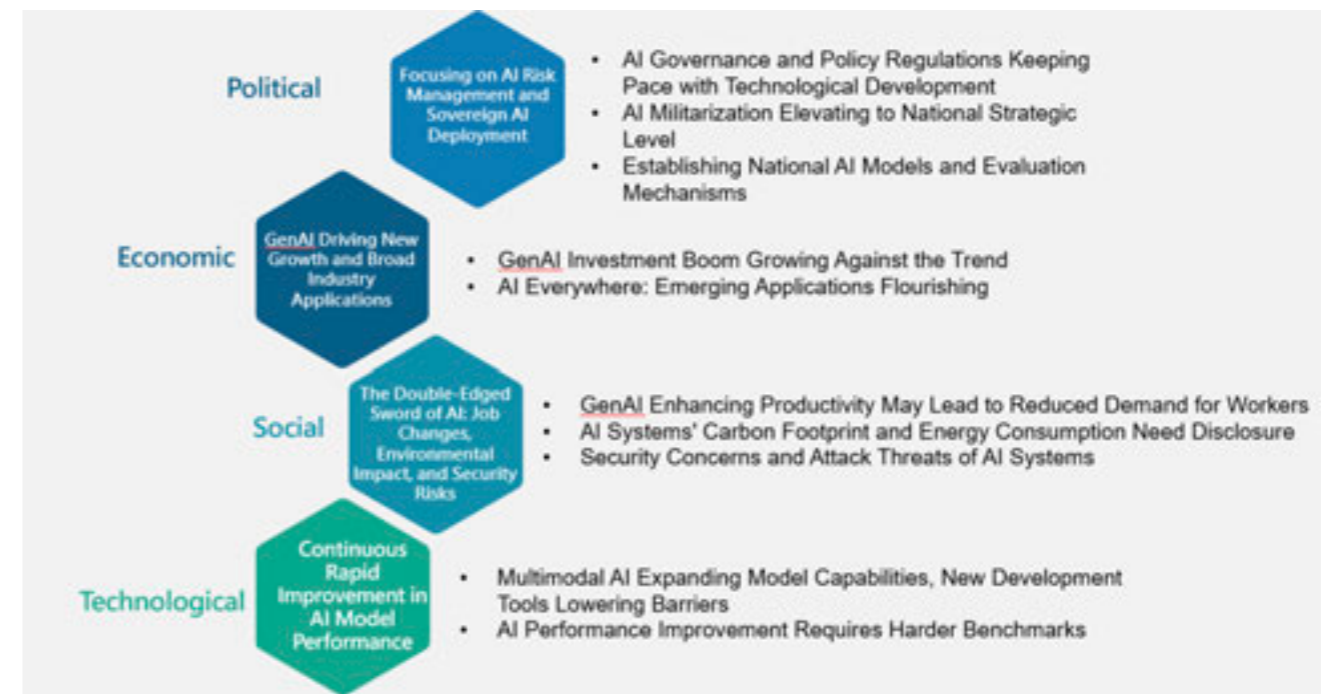 Political
Focusing on AI Risk
Management and
Sovereign AI
Deployment
• AI Governance and Policy Regulations Keeping
Pace with Technological Development
• AI Militarization Elevating to National Strategic
Level
• Establishing National AI Models and Evaluation
Mechanisms
Economic
GenAI Driving New
Growth and Broad
Industry
Applications
• GenAI Investment Boom Growing Against the Trend
• AI Everywhere: Emerging Applications Flourishing
Social
The Double-Edged
Sword of AI: Job
Changes,
Environmental
Impact, and Security
Risks
• GenAI Enhancing Productivity May Lead to Reduced Demand for Workers
• AI Systems' Carbon Footprint and Energy Consumption Need Disclosure
• Security Concerns and Attack Threats of AI Systems
Technological
Continuous
Rapid
Improvement in
AI Model
Performance
• Multimodal AI Expanding Model Capabilities, New Development
Tools Lowering Barriers
• AI Performance Improvement Requires Harder Benchmarks